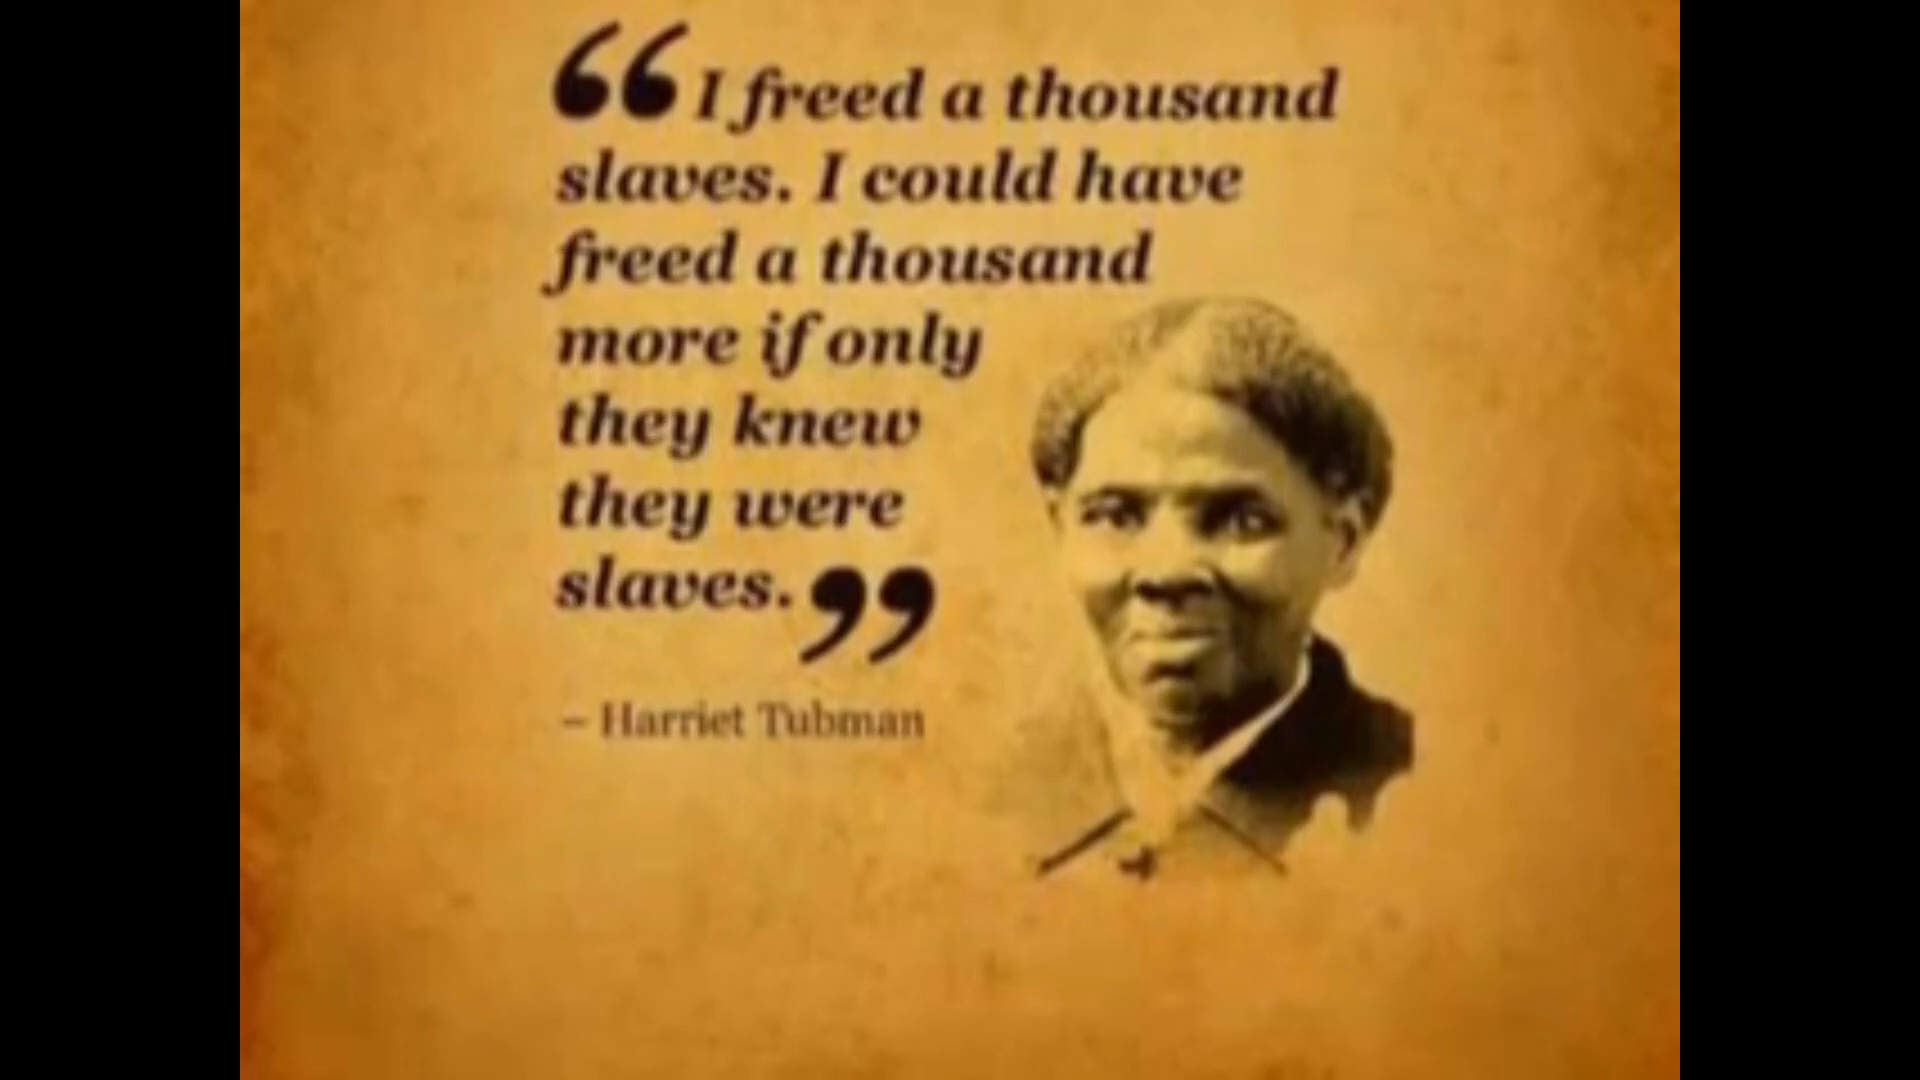 “I freed a thousand
slaves. I could have
freed a thousand
more if only
they knew
they were
slaves.”
– Harriet Tubman